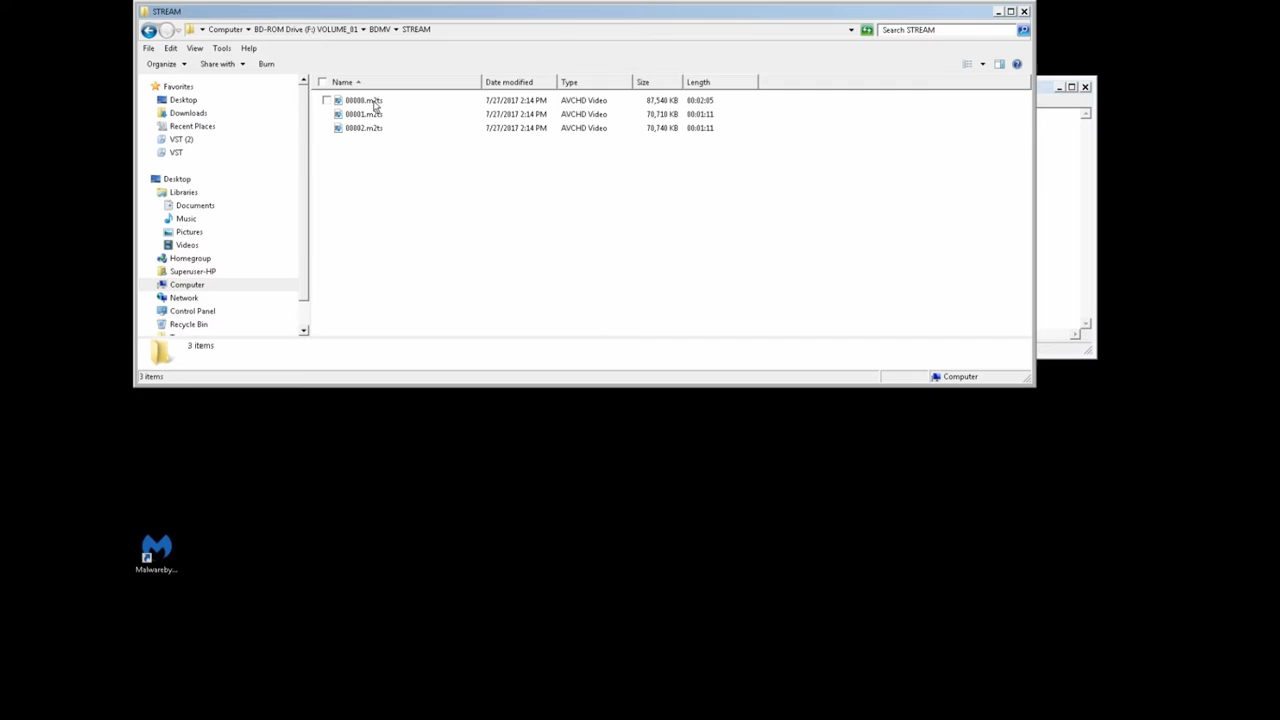 STREAM
Computer BD-ROM Drive (F:) VOLUME_01 BDMV STREAM
Search STREAM
File Edit View Tools Help
Organize Share with Burn
Name Date modified Type Size Length
00000.m2ts 7/27/2017 2:14 PM AVCHD Video 87,540 KB 00:02:05
00001.m2ts 7/27/2017 2:14 PM AVCHD Video 70,710 KB 00:01:11
00002.m2ts 7/27/2017 2:14 PM AVCHD Video 70,740 KB 00:01:11
Favorites
Desktop
Downloads
Recent Places
VST (2)
VST
Desktop
Libraries
Documents
Music
Pictures
Videos
Homegroup
Superuser-HP
Computer
Network
Control Panel
Recycle Bin
3 items
3 items
Computer
Malwareby...